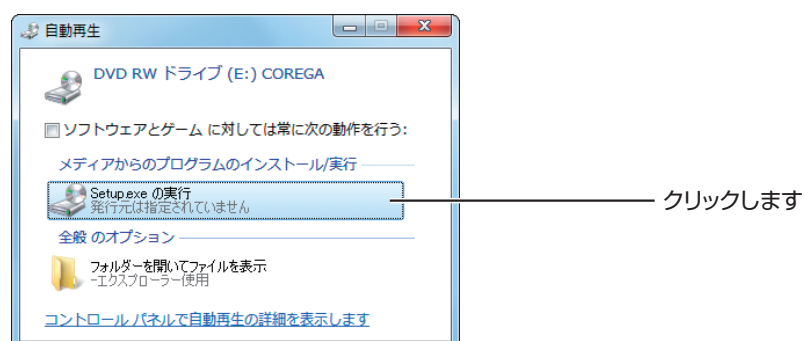 自動再生
DVD RW ドライブ (E:) COREGA
ソフトウェアとゲーム に対しては常に次の動作を行う:
メディアからのプログラムのインストール/実行
Setup.exe の実行
発行元は指定されていません
クリックします
全般 のオプション
フォルダーを開いてファイルを表示
-エクスプローラー使用
コントロール パネルで自動再生の詳細を表示します